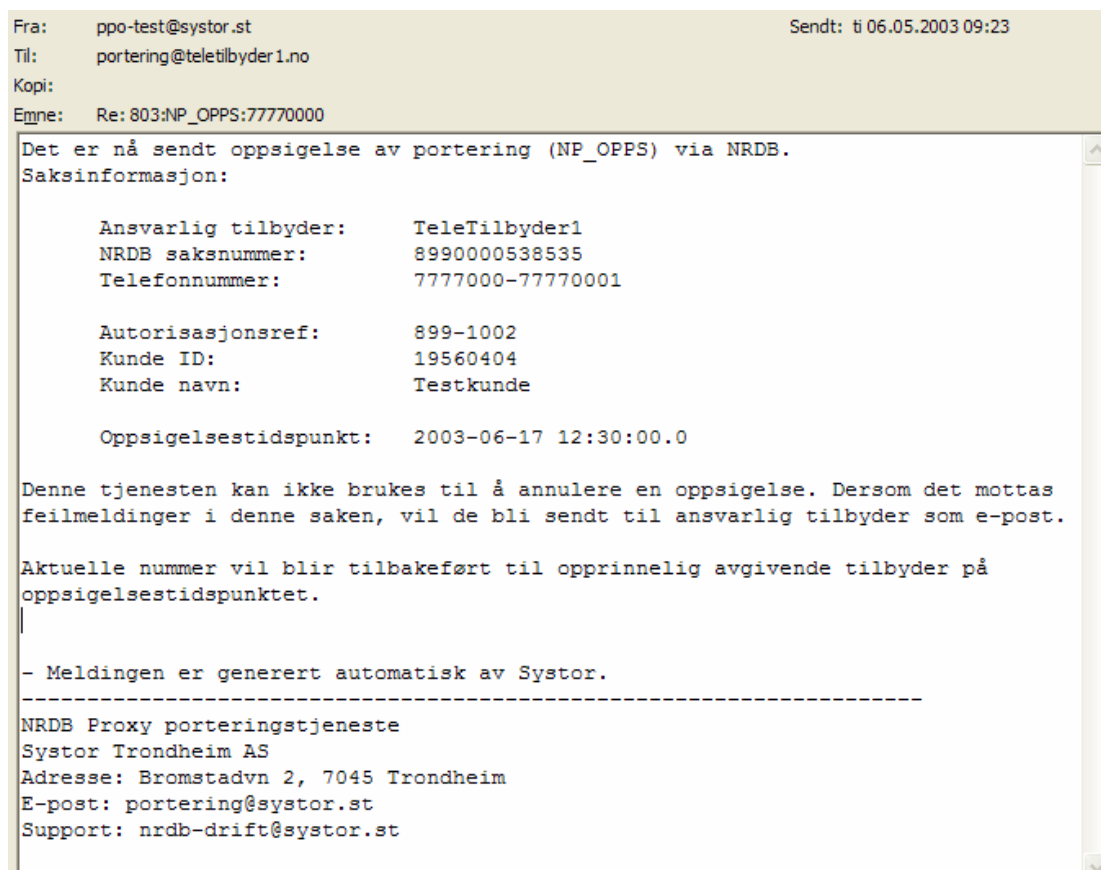 Fra: ppo-test@systor.st Sendt: ti 06.05.2003 09:23
Til: portering@teletilbyder1.no
Kopi:
Emne: Re: 803:NP_OPPS:77770000
Det er nå sendt oppsigelse av portering (NP_OPPS) via NRDB.
Saksinformasjon:
Ansvarlig tilbyder: TeleTilbyder1
NRDB saksnummer: 8990000538535
Telefonnummer: 7777000-77770001
Autorisasjonsref: 899-1002
Kunde ID: 19560404
Kunde navn: Testkunde
Oppsigelsestidspunkt: 2003-06-17 12:30:00.0
Denne tjenesten kan ikke brukes til å annulere en oppsigelse. Dersom det mottas
feilmeldinger i denne saken, vil de bli sendt til ansvarlig tilbyder som e-post.
Aktuelle nummer vil blir tilbakeført til opprinnelig avgivende tilbyder på
oppsigelsestidspunktet.
- Meldingen er generert automatisk av Systor.
---------------------------------------------------------------------
NRDB Proxy porteringstjeneste
Systor Trondheim AS
Adresse: Bromstadvn 2, 7045 Trondheim
E-post: portering@systor.st
Support: nrdb-drift@systor.st